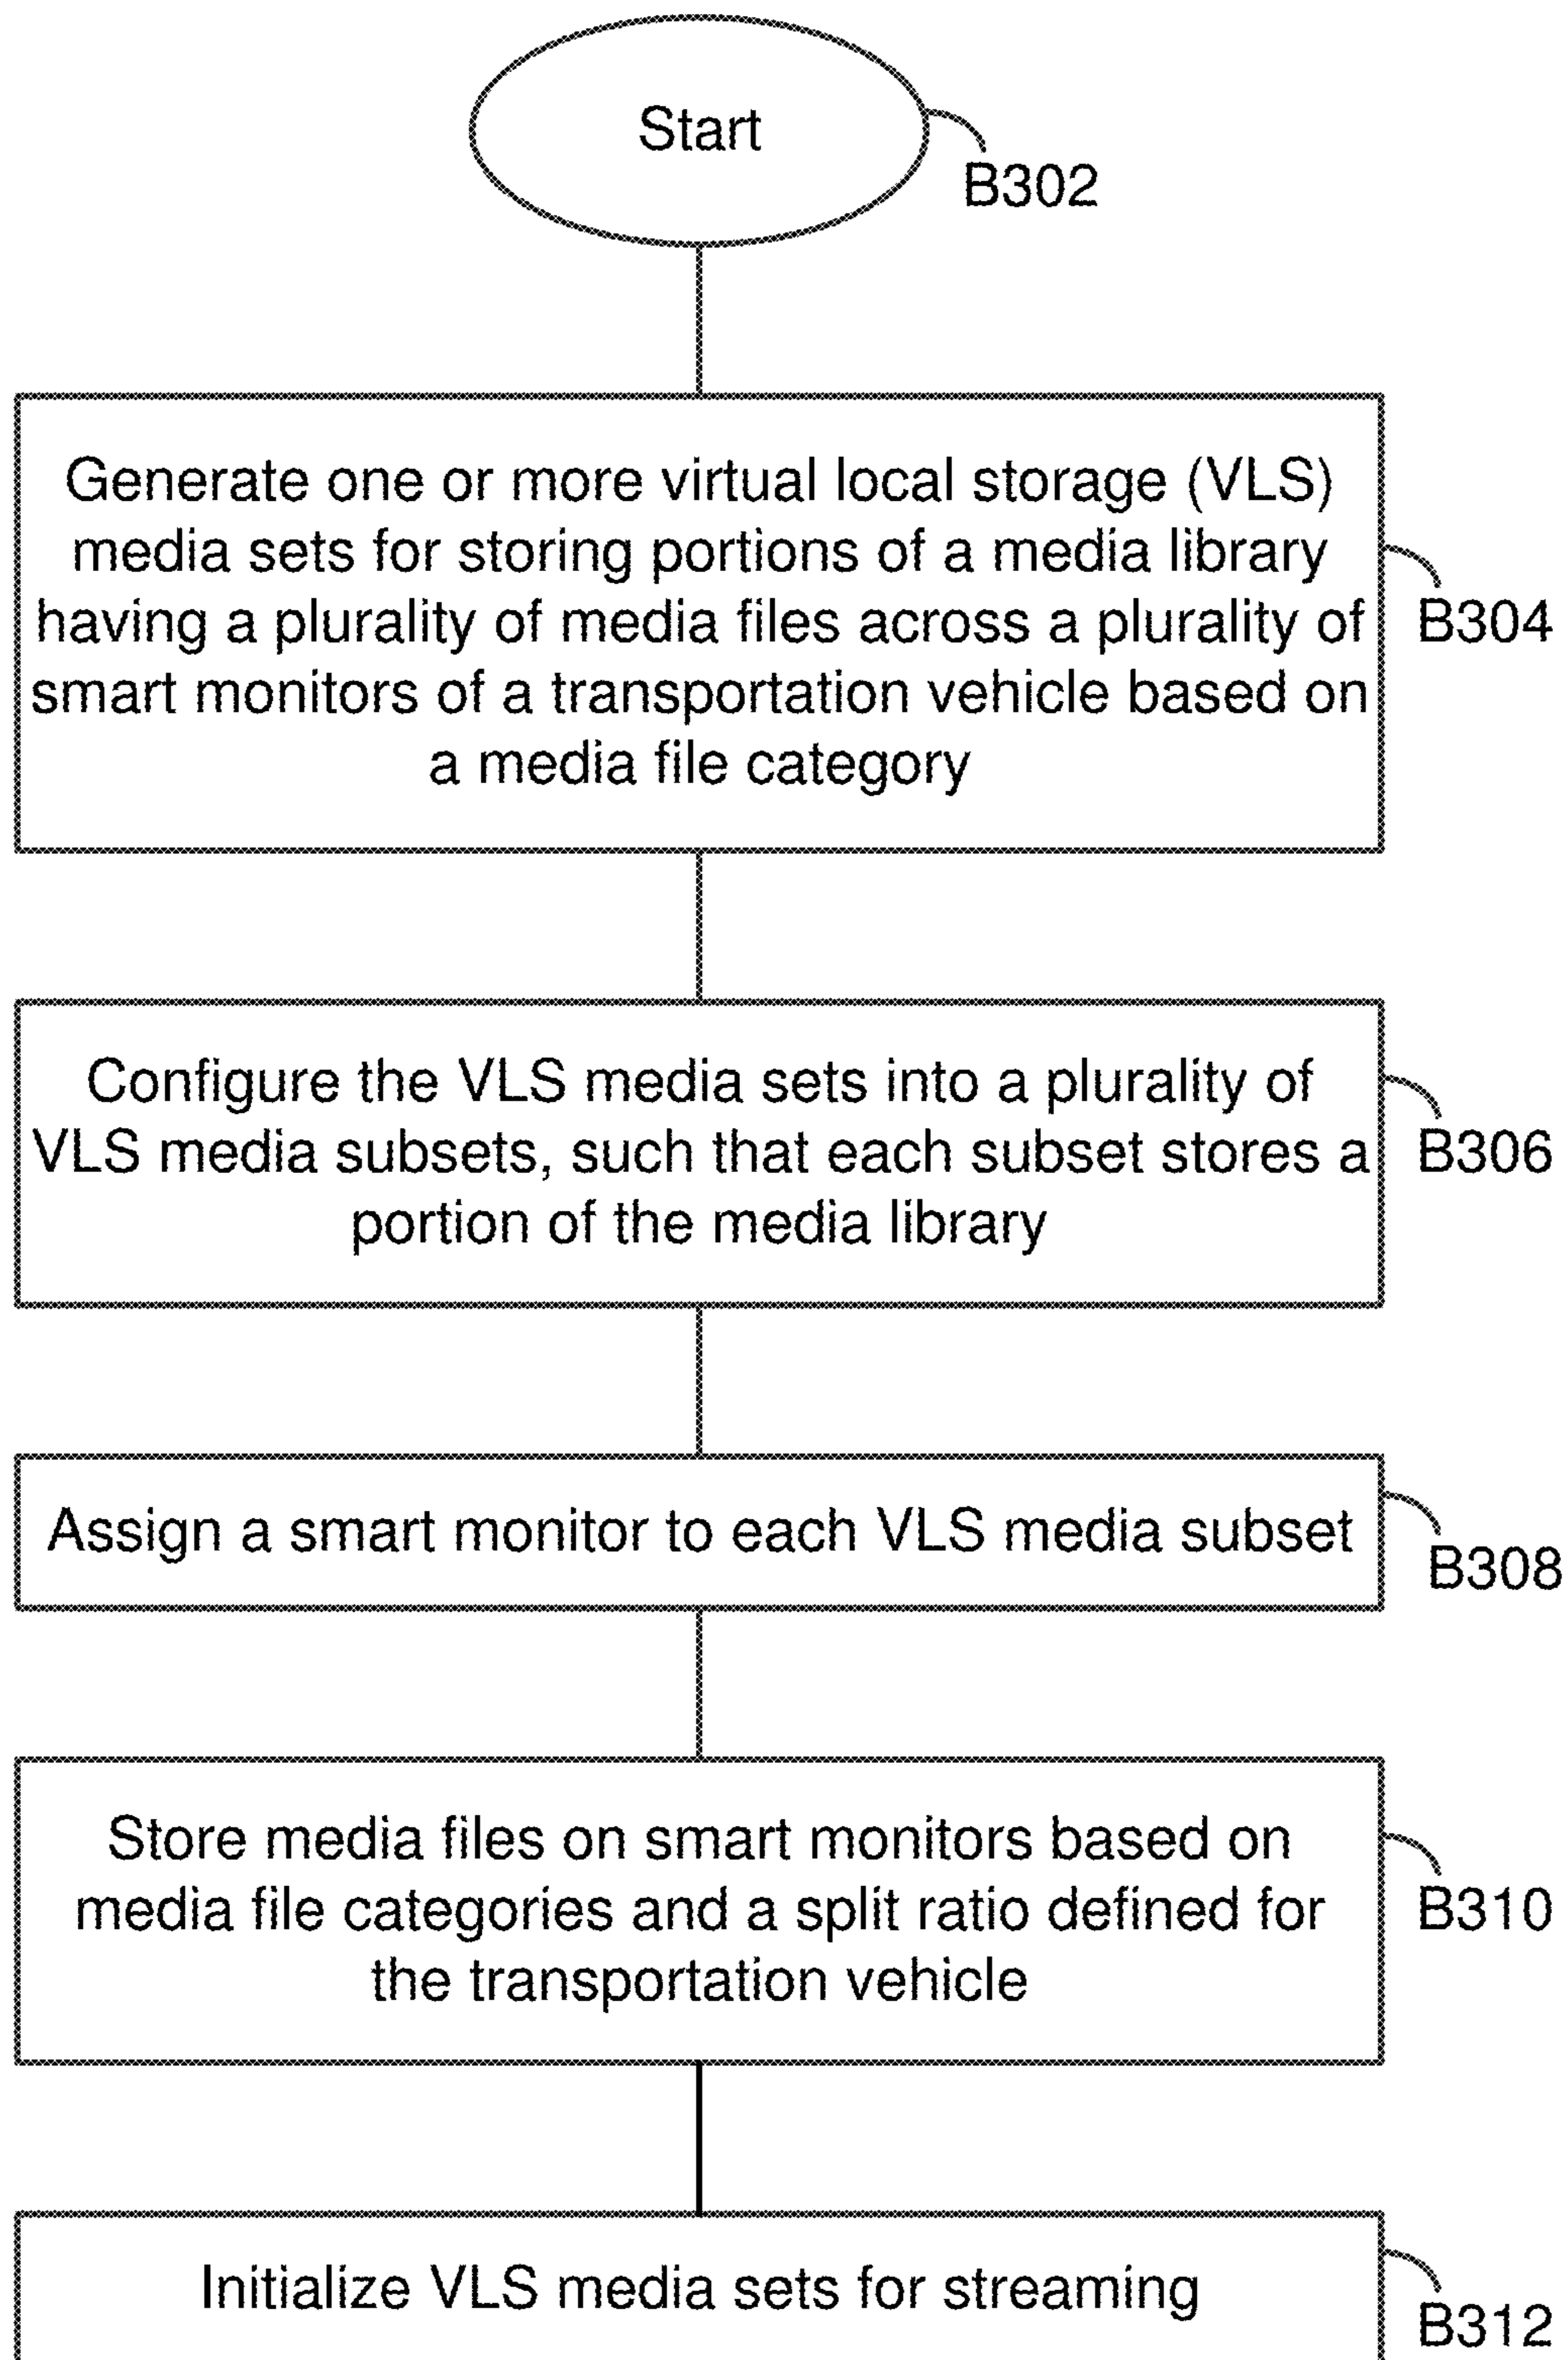 Start
B302
Generate one or more virtual local storage (VLS)
media sets for storing portions of a media library
having a plurality of media files across a plurality of
smart monitors of a transportation vehicle based on
a media file category
B304
Configure the VLS media sets into a plurality of
VLS media subsets, such that each subset stores a
portion of the media library
B306
Assign a smart monitor to each VLS media subset
B308
Store media files on smart monitors based on
media file categories and a split ratio defined for
the transportation vehicle
B310
Initialize VLS media sets for streaming
B312